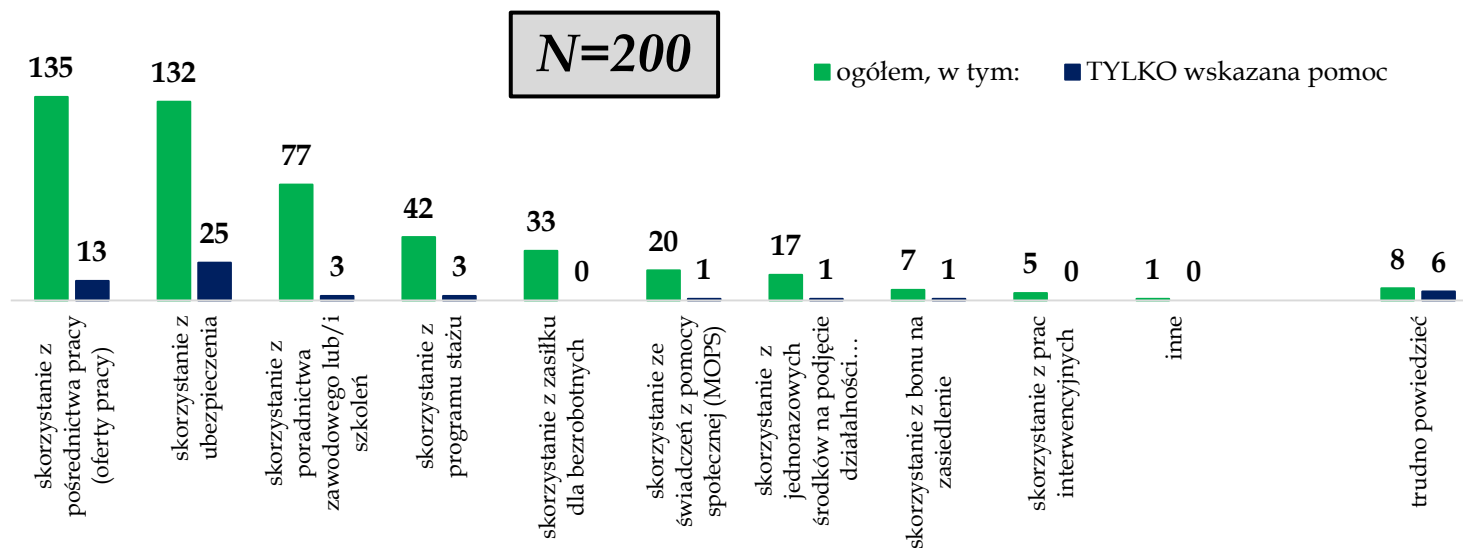 N=200
ogółem, w tym:
TYLKO wskazana pomoc
135
13
132
25
77
3
42
3
33
0
20
1
17
1
7
1
5
0
1
0
8
6
skorzystanie z
pośrednictwa pracy
(oferty pracy)
skorzystanie z
ubezpieczenia
skorzystanie z
poradnictwa
zawodowego lub/i
szkoleń
skorzystanie z
programu stażu
skorzystanie z zasiłku
dla bezrobotnych
skorzystanie ze
świadczeń z pomocy
społecznej (MOPS)
skorzystanie z
jednorazowych
środków na podjęcie
działalności…
skorzystanie z bonu na
zasiedlenie
skorzystanie z prac
interwencyjnych
inne
trudno powiedzieć